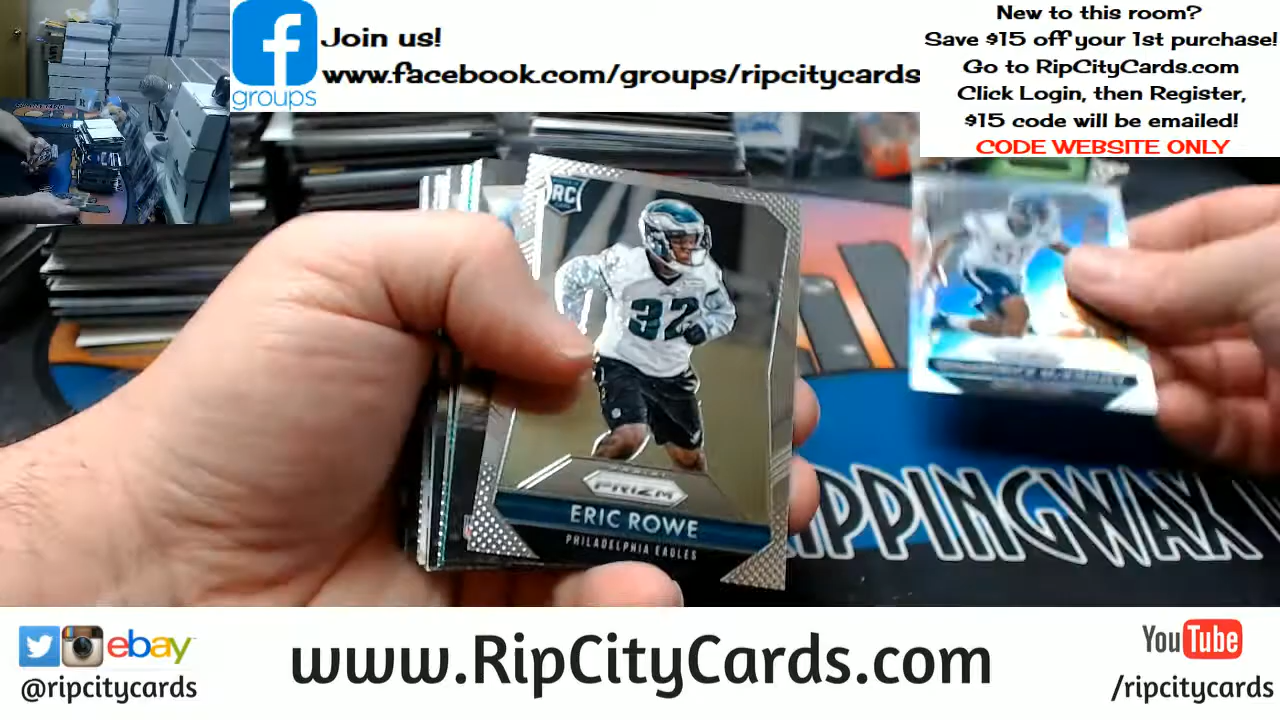 Join us!
www.facebook.com/groups/ripcitycards
groups
New to this room?
Save $15 off your 1st purchase!
Go to RipCityCards.com
Click Login, then Register,
$15 code will be emailed!
CODE WEBSITE ONLY
RC
32
PRIZM
ERIC ROWE
PHILADELPHIA EAGLES
RIPPINGWAX
ebay
@ripcitycards
www.RipCityCards.com
YouTube
/ripcitycards